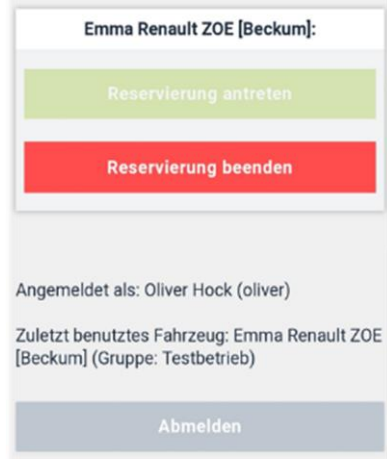 Emma Renault ZOE [Beckum]:
Reservierung antreten
Reservierung beenden
Angemeldet als: Oliver Hock (oliver)
Zuletzt benutztes Fahrzeug: Emma Renault ZOE
[Beckum] (Gruppe: Testbetrieb)
Abmelden